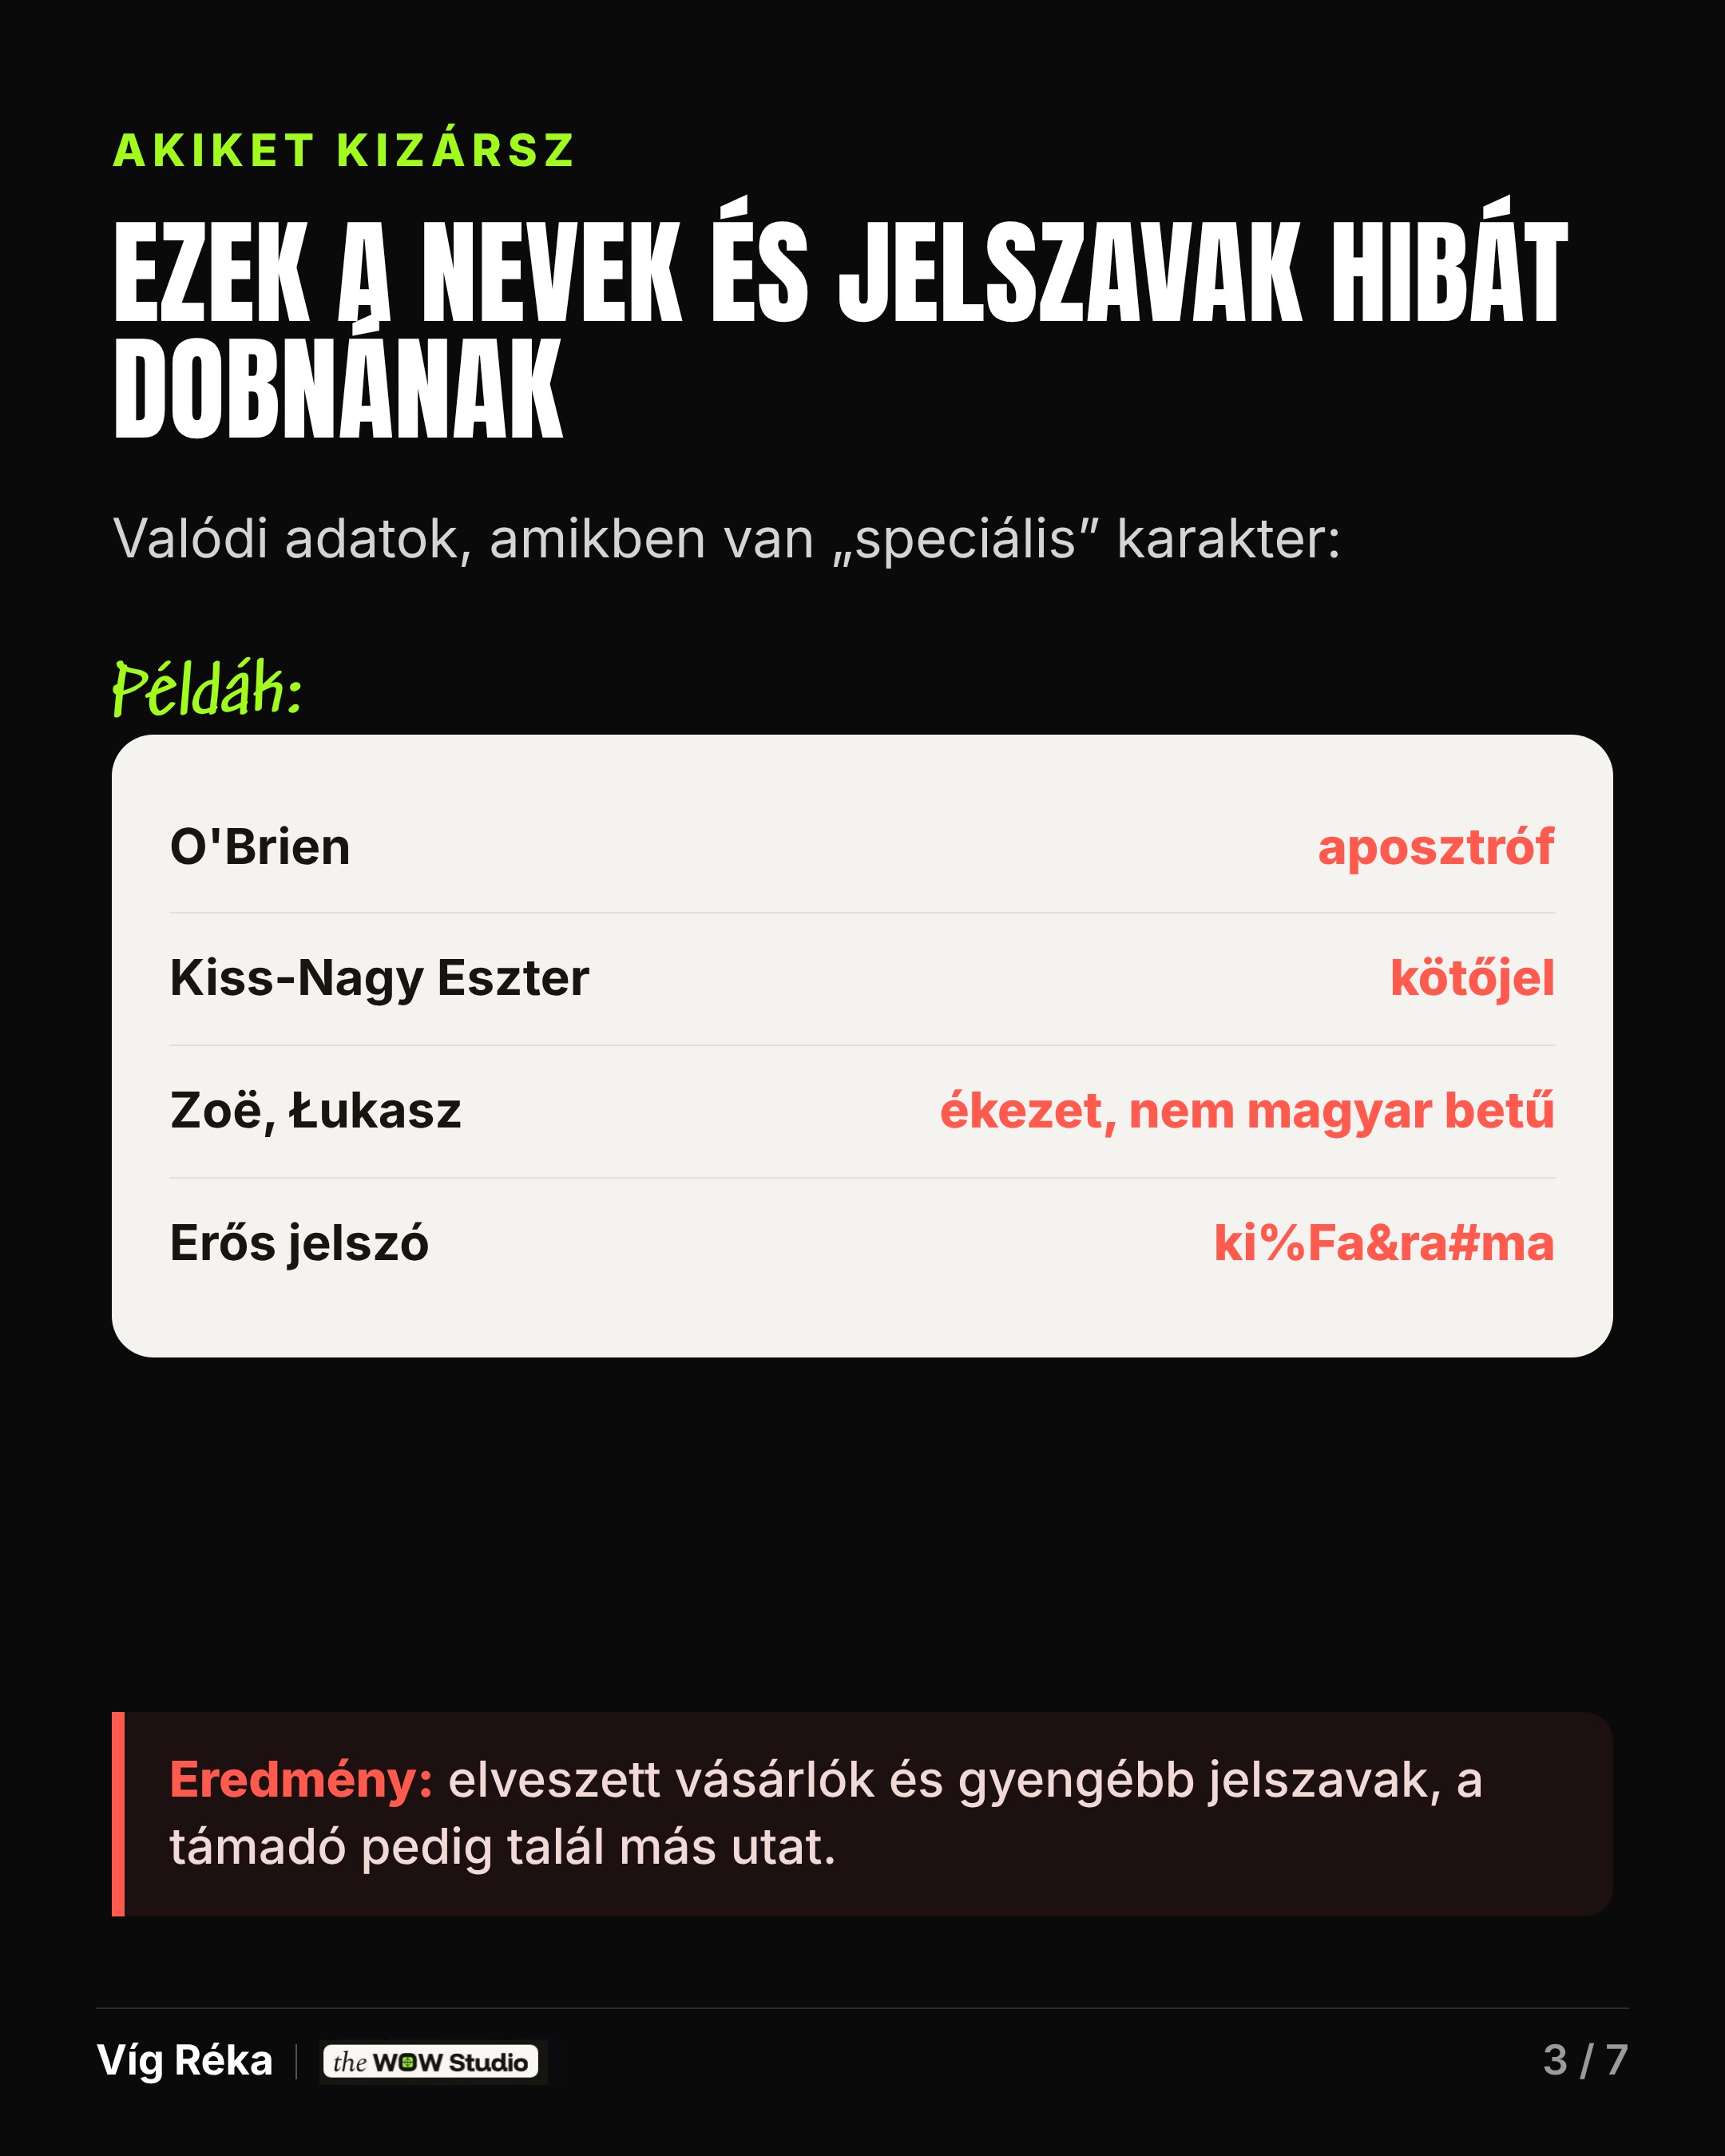 AKIKET KIZÁRSZ
EZEK A NEVEK ÉS JELSZAVAK HIBÁT
DOBNÁNAK
Valódi adatok, amikben van „speciális” karakter:
Példák:
O'Brien aposztróf
Kiss-Nagy Eszter kötőjel
Zoë, Łukasz ékezet, nem magyar betű
Erős jelszó ki%Fa&ra#ma
Eredmény: elveszett vásárlók és gyengébb jelszavak, a
támadó pedig talál más utat.
Víg Réka | the WOW Studio 3 / 7